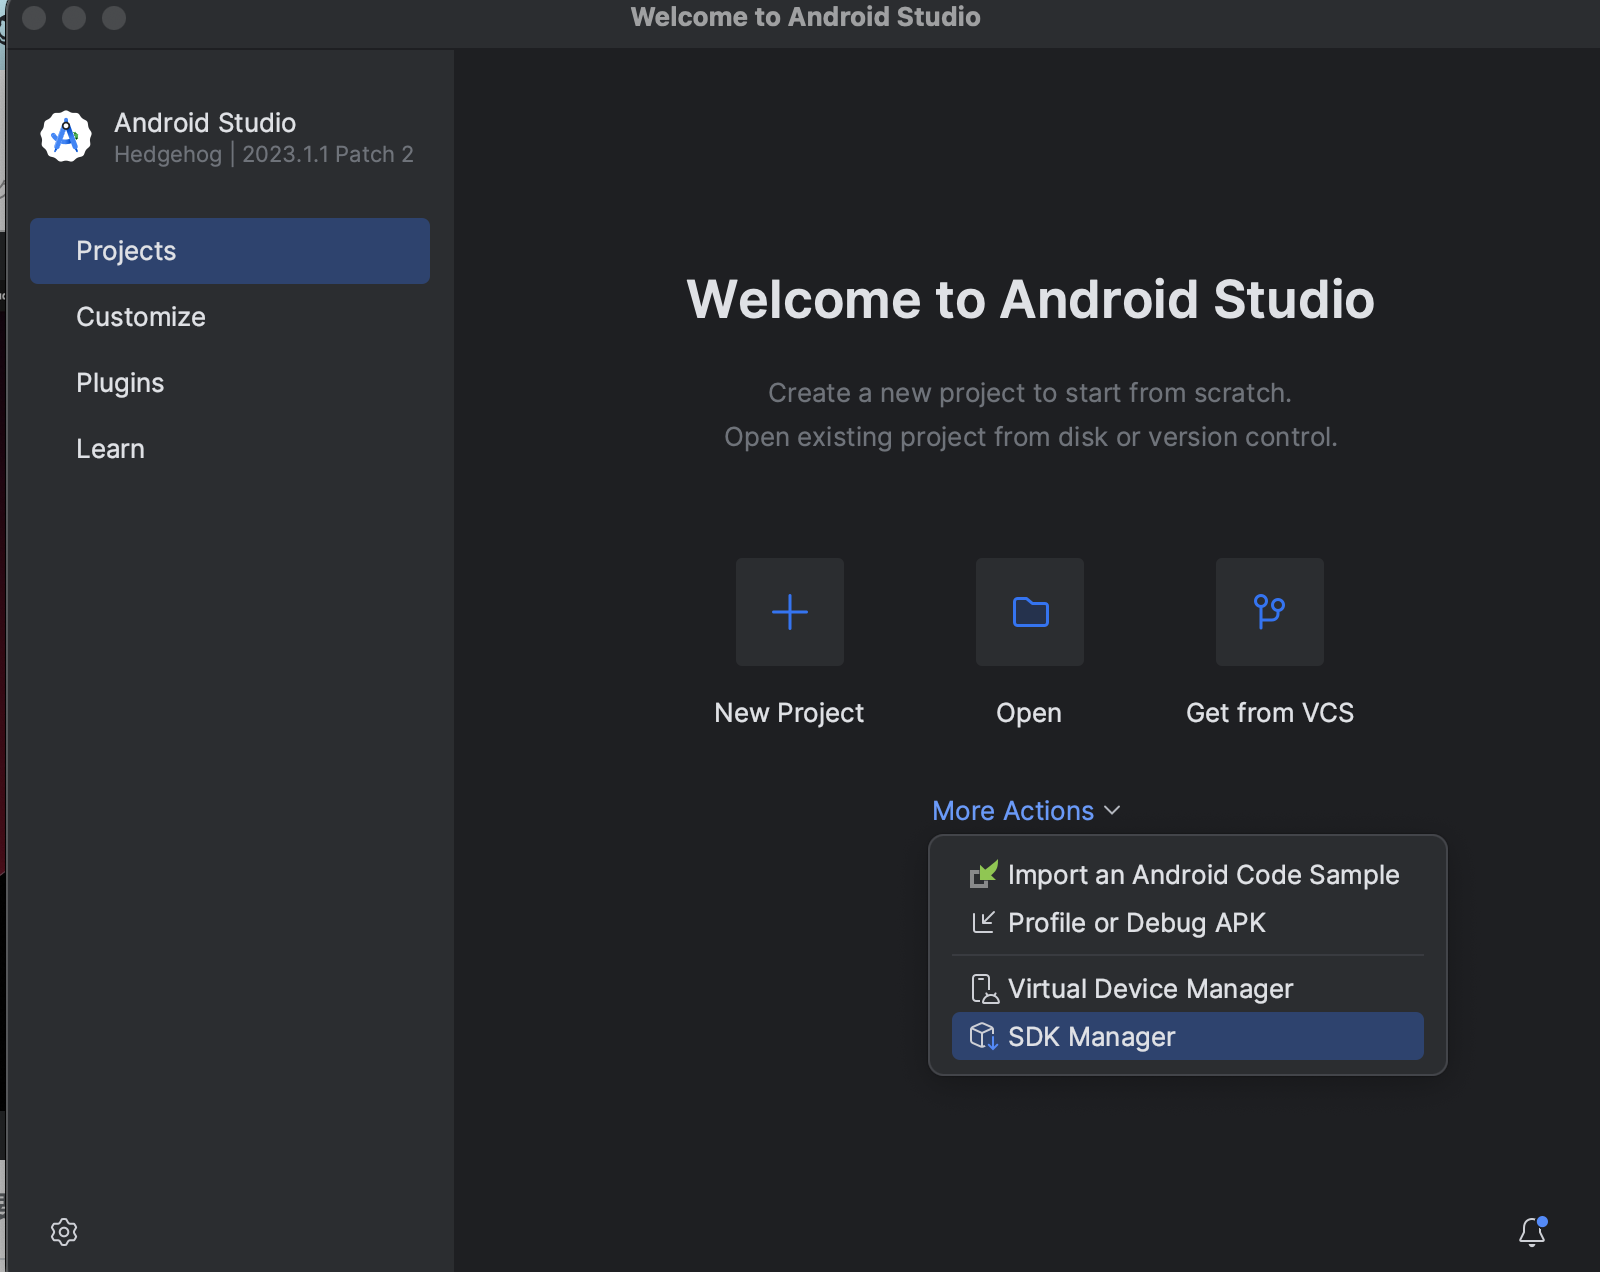 Welcome to Android Studio
Android Studio
Hedgehog | 2023.1.1 Patch 2
Projects
Customize
Plugins
Learn
Welcome to Android Studio
Create a new project to start from scratch.
Open existing project from disk or version control.
New Project
Open
Get from VCS
More Actions
Import an Android Code Sample
Profile or Debug APK
Virtual Device Manager
SDK Manager